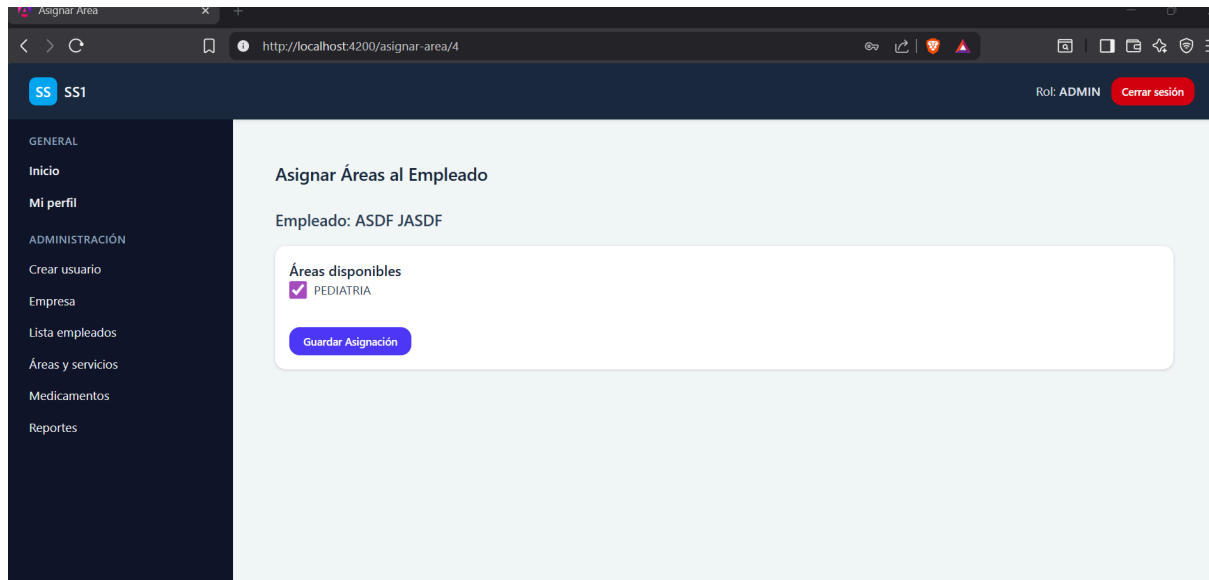 Asignar Area
http://localhost:4200/asignar-area/4
SS SS1
Rol: ADMIN Cerrar sesión
GENERAL
Inicio
Mi perfil
ADMINISTRACIÓN
Crear usuario
Empresa
Lista empleados
Áreas y servicios
Medicamentos
Reportes
Asignar Áreas al Empleado
Empleado: ASDF JASDF
Áreas disponibles
PEDIATRIA
Guardar Asignación